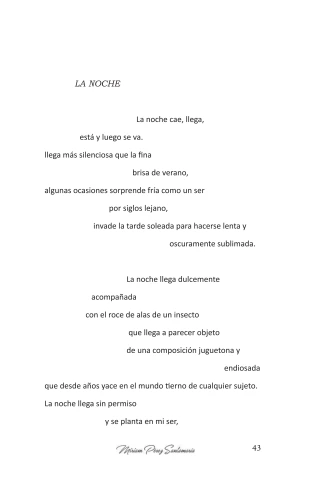 LA NOCHE
La noche cae, llega,
está y luego se va.
llega más silenciosa que la fina
brisa de verano,
algunas ocasiones sorprende fría como un ser
por siglos lejano,
invade la tarde soleada para hacerse lenta y
oscuramente sublimada.
La noche llega dulcemente
acompañada
con el roce de alas de un insecto
que llega a parecer objeto
de una composición juguetona y
endiosada
que desde años yace en el mundo tierno de cualquier sujeto.
La noche llega sin permiso
y se planta en mi ser,
Miriam Perez Santamaria 43